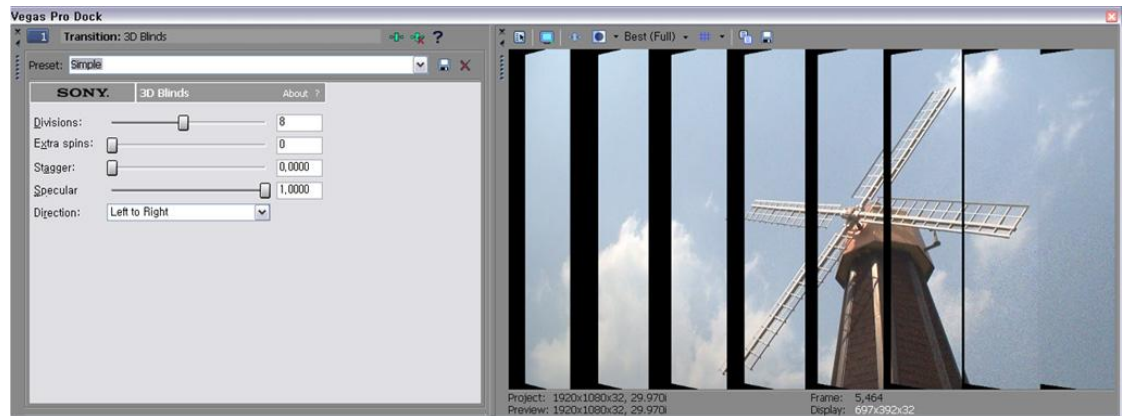 Vegas Pro Dock
1 Transition: 3D Blinds ?
Preset: Simple
SONY. 3D Blinds About ?
Divisions: 8
Extra spins: 0
Stagger: 0,0000
Specular 1,0000
Direction: Left to Right
Best (Full)
Project: 1920x1080x32, 29.970i
Frame: 5,464
Preview: 1920x1080x32, 29.970i
Display: 697x392x32